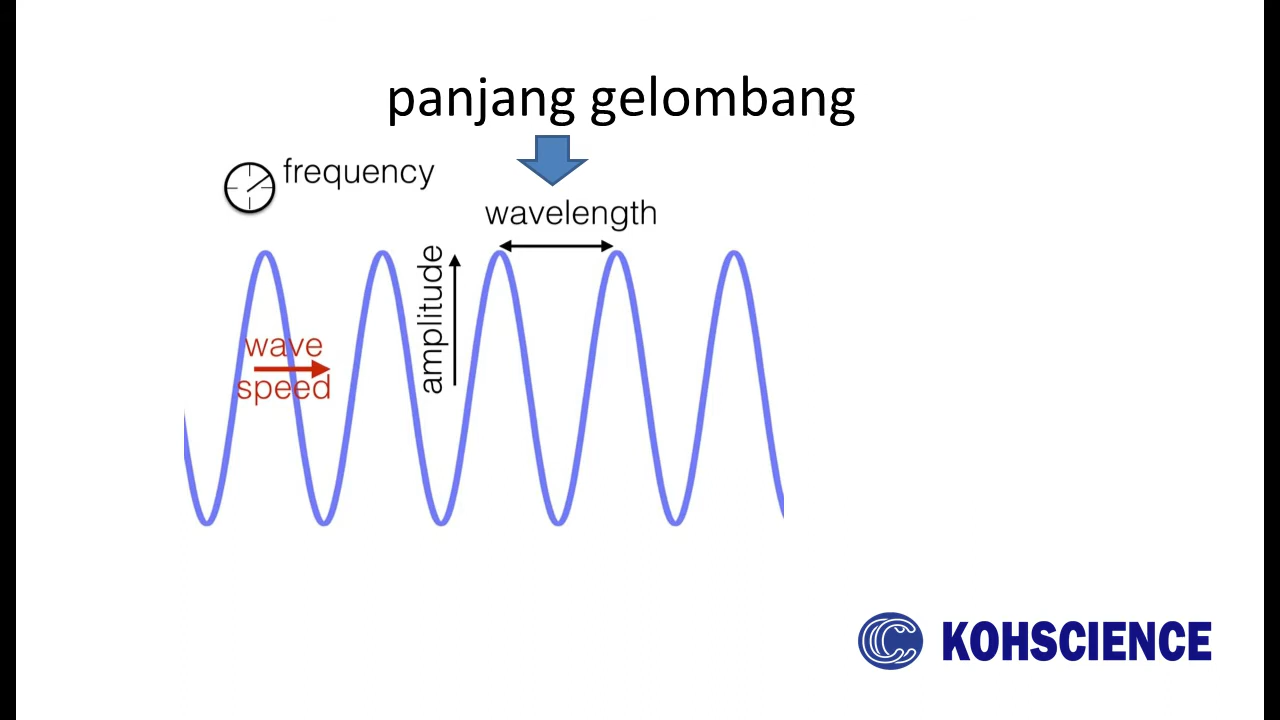 panjang gelombang
frequency
wavelength
amplitude
wave
speed
KOHSCIENCE